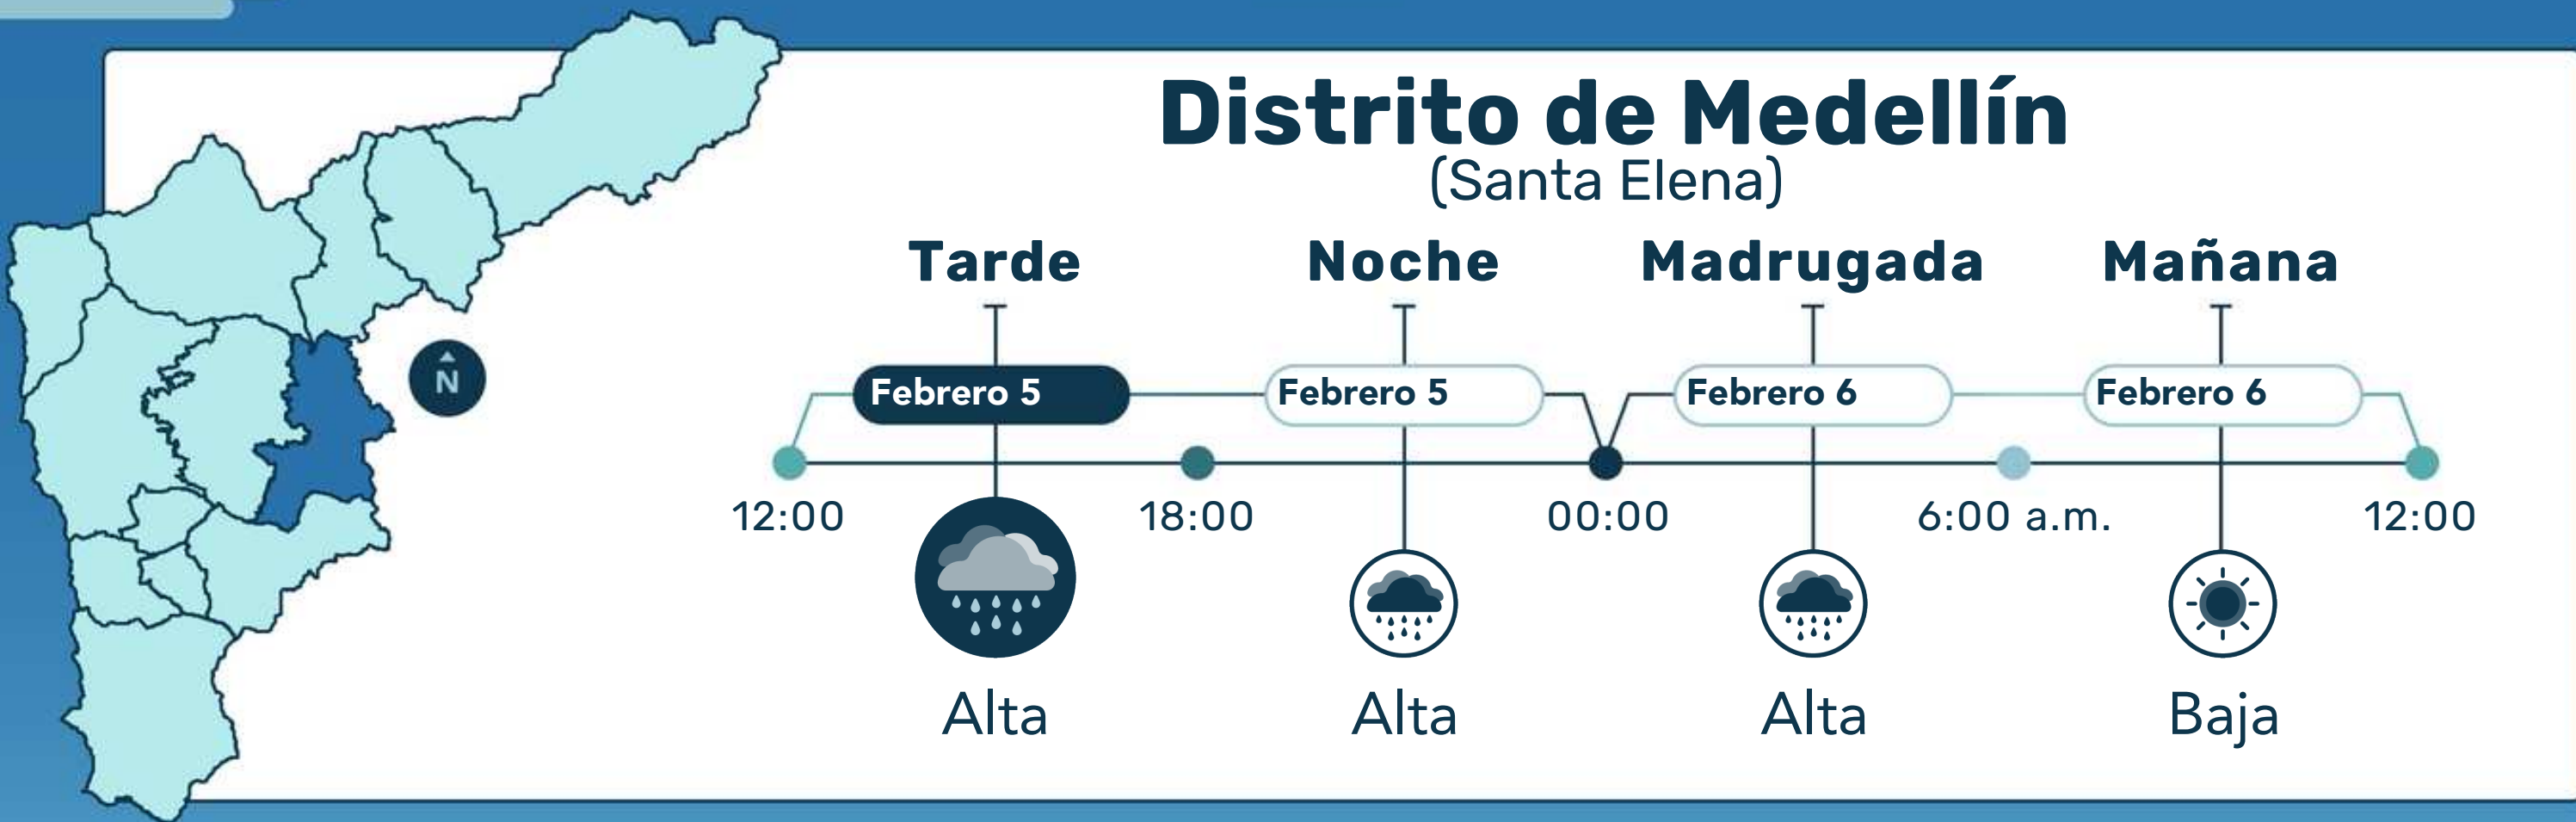 Distrito de Medellín
(Santa Elena)
Tarde Noche Madrugada Mañana
N
Febrero 5 Febrero 5 Febrero 6 Febrero 6
12:00 18:00 00:00 6:00 a.m. 12:00
Alta Alta Alta Baja